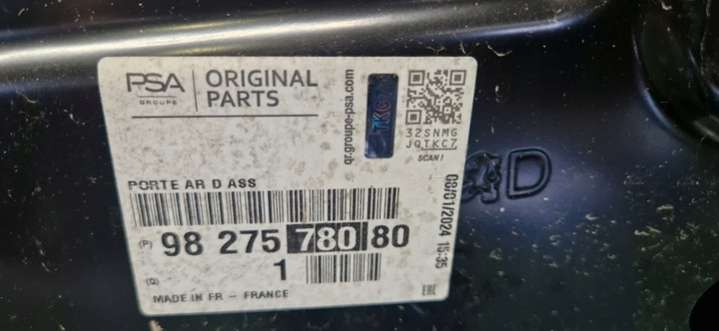 PSA
GROUPE
ORIGINAL
PARTS
qr.groupe-psa.com
32SNMG
JQTKC7
SCAN!
PORTE AR D ASS
(P) 98 275 780 80
(Q) 1
MADE IN FR - FRANCE
08/01/2024 15:35
EAC
D